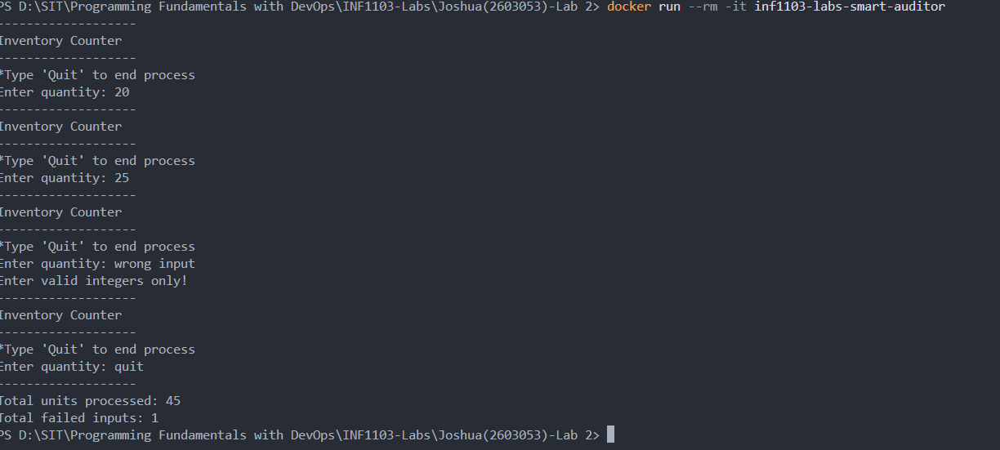 PS D:\SIT\Programming Fundamentals with DevOps\INF1103-Labs\Joshua(2603053)-Lab 2> docker run --rm -it inf1103-labs-smart-auditor
-------------------
Inventory Counter
-------------------
*Type 'Quit' to end process
Enter quantity: 20
-------------------
Inventory Counter
-------------------
*Type 'Quit' to end process
Enter quantity: 25
-------------------
Inventory Counter
-------------------
*Type 'Quit' to end process
Enter quantity: wrong input
Enter valid integers only!
-------------------
Inventory Counter
-------------------
*Type 'Quit' to end process
Enter quantity: quit
-------------------
Total units processed: 45
Total failed inputs: 1
PS D:\SIT\Programming Fundamentals with DevOps\INF1103-Labs\Joshua(2603053)-Lab 2>